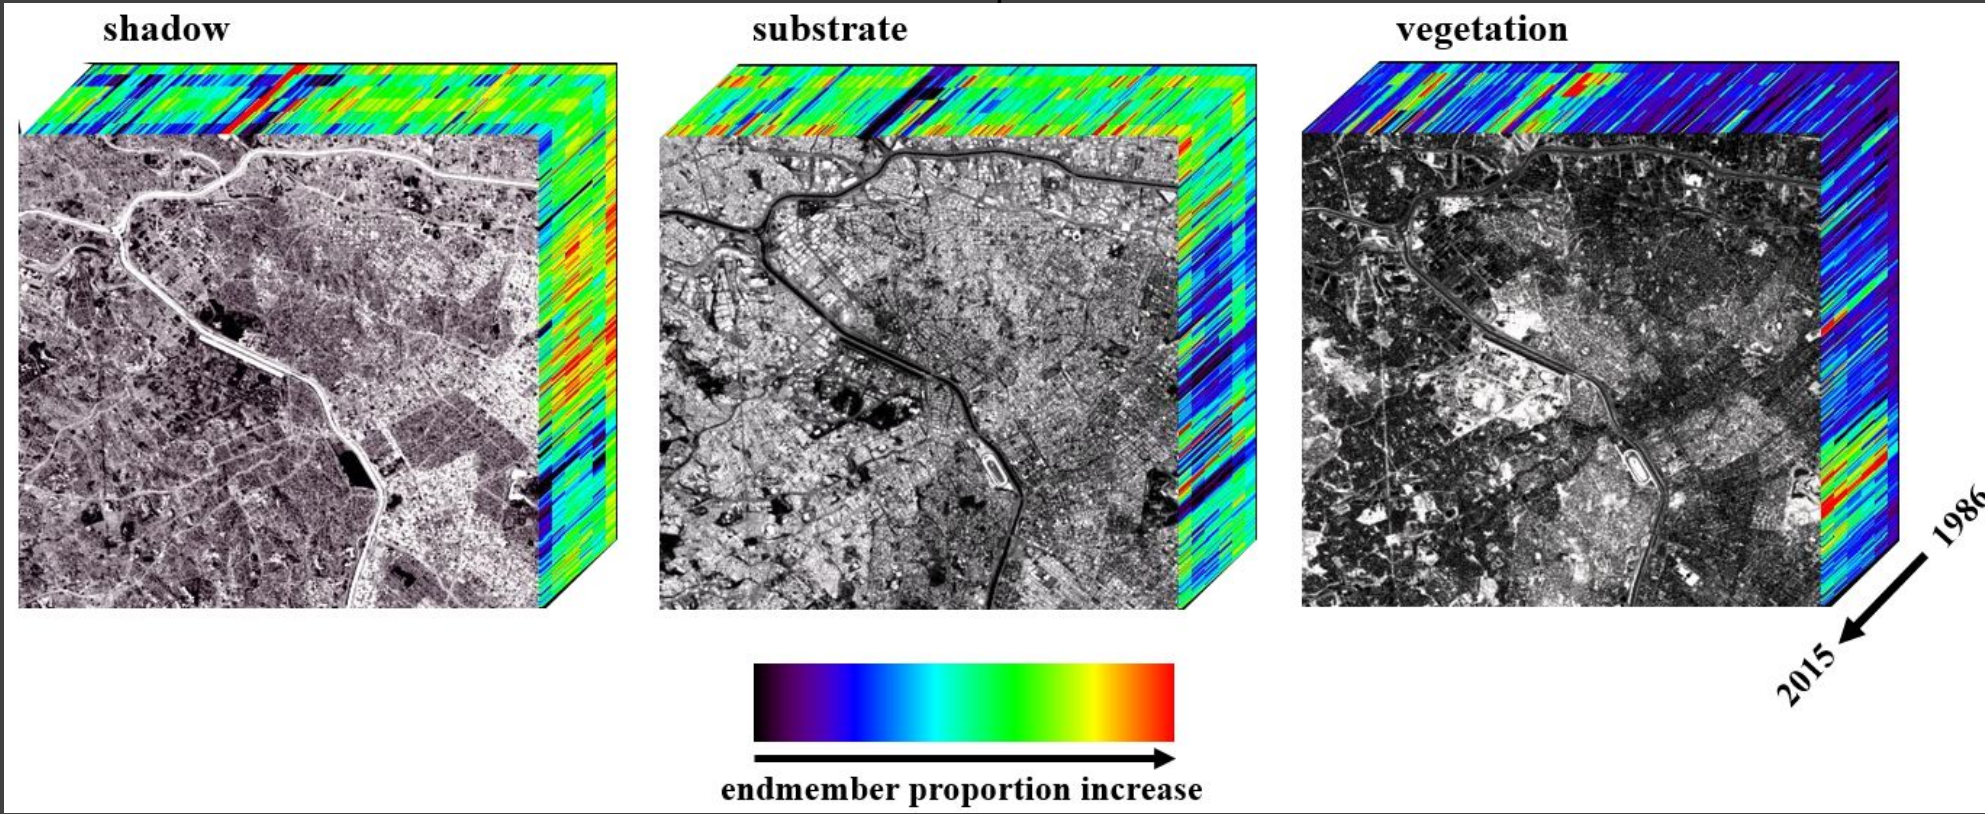 shadow
substrate
vegetation
1986
2015
endmember proportion increase